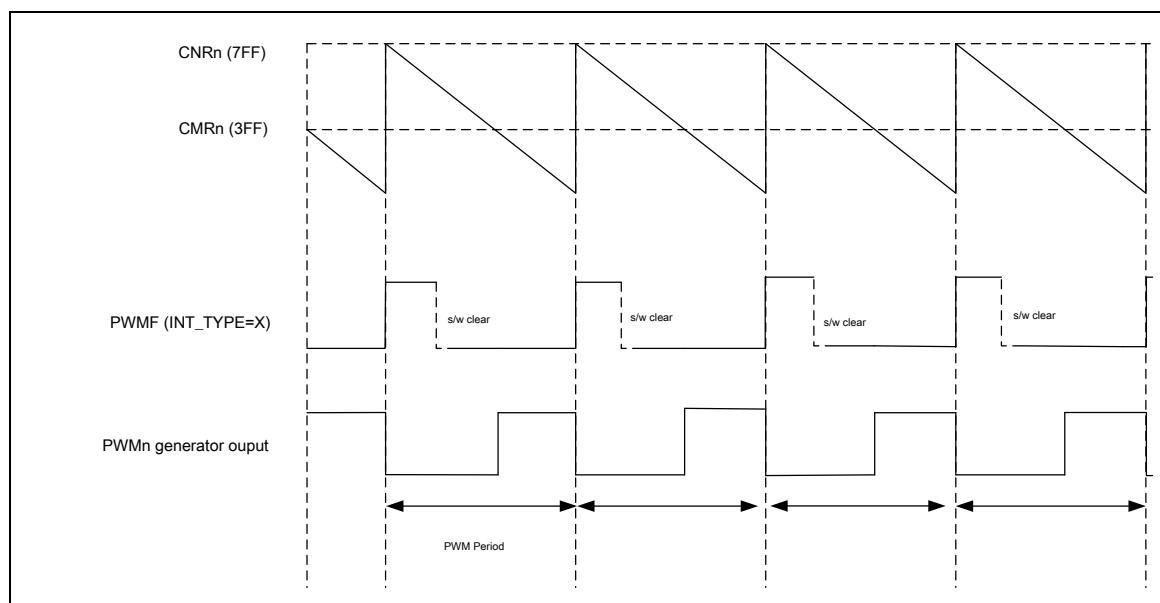 CNRn (7FF)
CMRn (3FF)
PWMF (INT_TYPE=X)
s/w clear
s/w clear
s/w clear
s/w clear
PWMn generator ouput
PWM Period